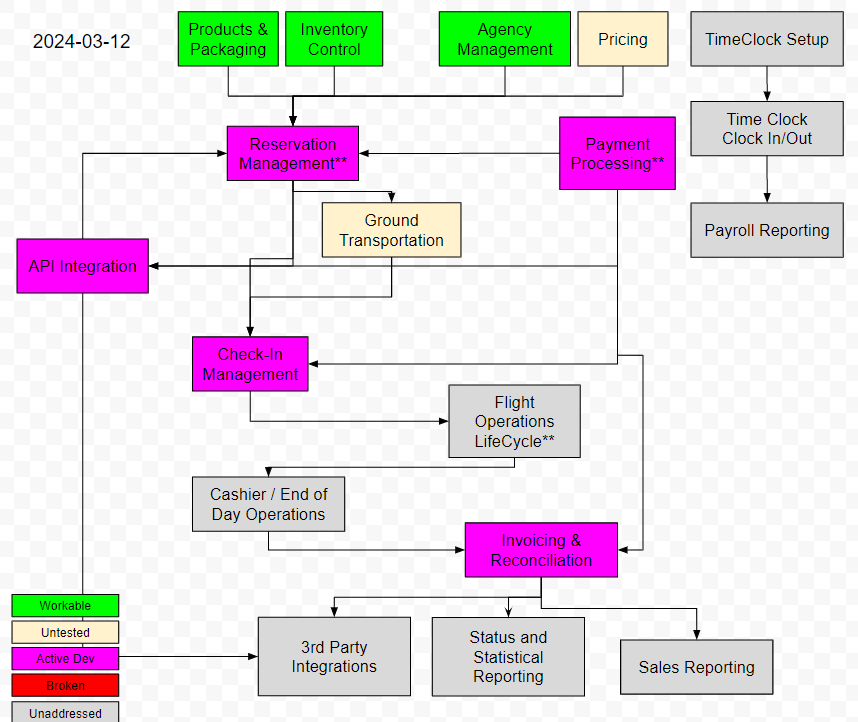 2024-03-12
Products &
Packaging
Inventory
Control
Agency
Management
Pricing
TimeClock Setup
Reservation
Management**
Payment
Processing**
Time Clock
Clock In/Out
Ground
Transportation
Payroll Reporting
API Integration
Check-In
Management
Flight
Operations
LifeCycle**
Cashier / End of
Day Operations
Invoicing &
Reconciliation
Workable
Untested
Active Dev
Broken
Unaddressed
3rd Party
Integrations
Status and
Statistical
Reporting
Sales Reporting